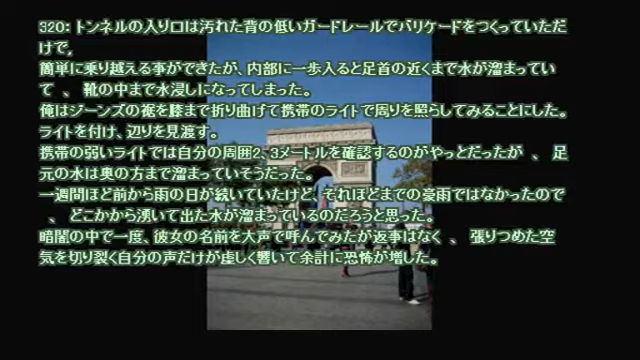 320: トンネルの入り口は汚れた背の低いガードレールでバリケードをつくっていただ
けで,
簡単に乗り越える事ができたが、内部に一歩入ると足首の近くまで水が溜まってい
て 、 靴の中まで水浸しになってしまった。
俺はジーンズの裾を膝まで折り曲げて携帯のライトで周りを照らしてみることにした。
ライトを付け、辺りを見渡す。
携帯の弱いライトでは自分の周囲2、3メートルを確認するのがやっとだったが 、 足
元の水は奥の方まで溜まっていそうだった。
一週間ほど前から雨の日が続いていたけど、それほどまでの豪雨ではなかったので
、 どこかから湧いて出た水が溜まっているのだろうと思った。
暗闇の中で一度、彼女の名前を大声で呼んでみたが返事はなく 、 張りつめた空
気を切り裂く自分の声だけが虚しく響いて余計に恐怖が増した。